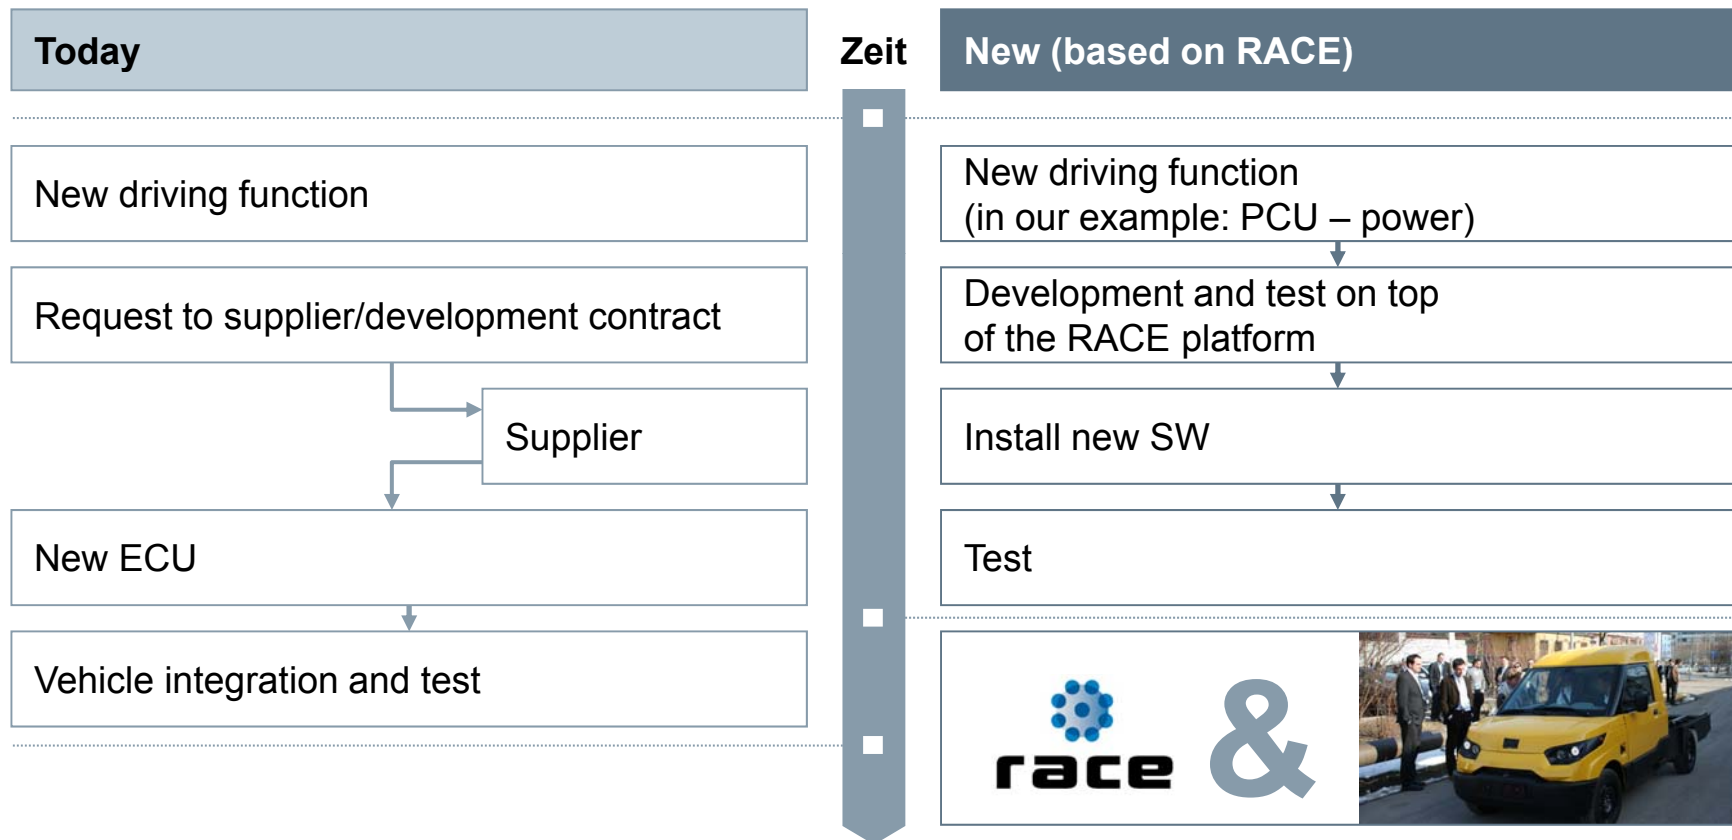 Today
Zeit
New (based on RACE)
New driving function
Request to supplier/development contract
Supplier
New ECU
Vehicle integration and test
New driving function
(in our example: PCU – power)
Development and test on top
of the RACE platform
Install new SW
Test
race
&